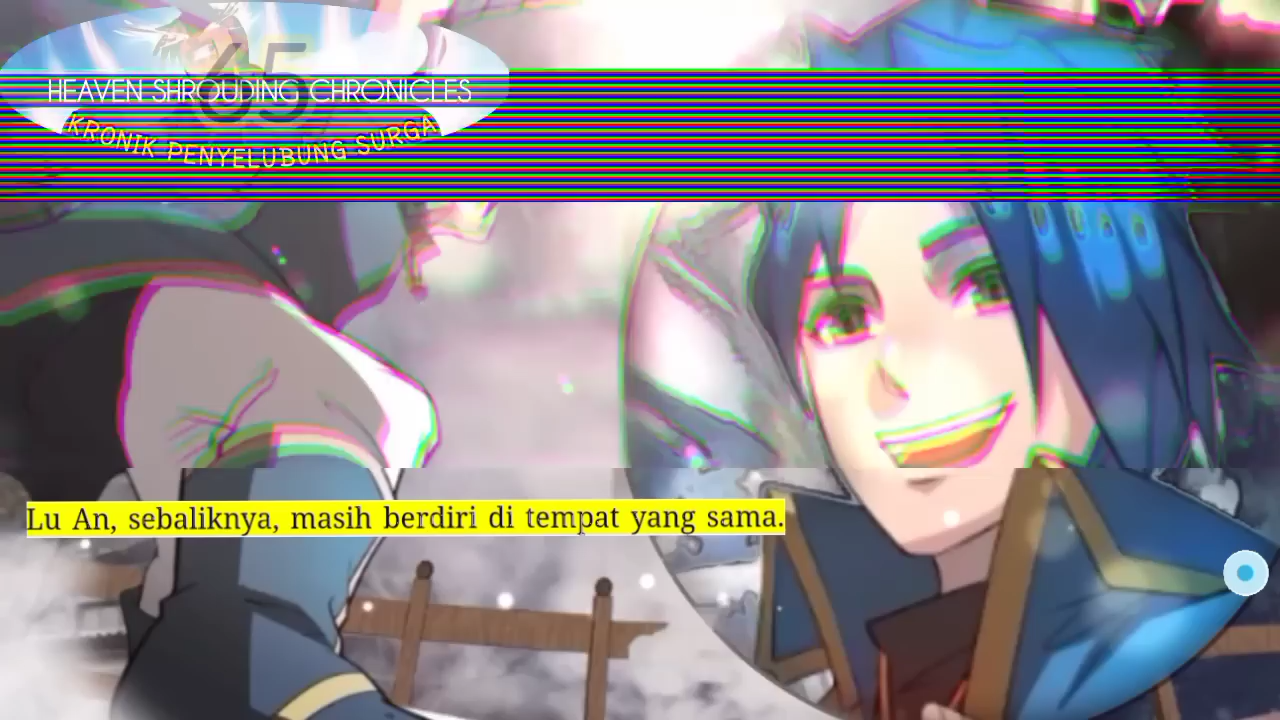 65
HEAVEN SHROUDING CHRONICLES
KRONIK PENYELUBUNG SURGA
Lu An, sebaliknya, masih berdiri di tempat yang sama.